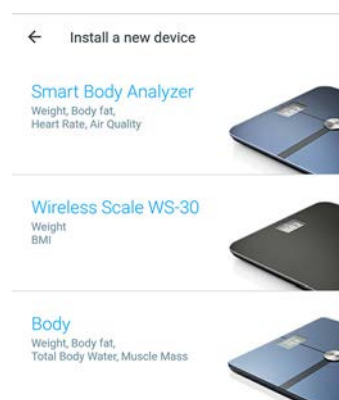 Install a new device
Smart Body Analyzer
Weight, Body fat,
Heart Rate, Air Quality
Wireless Scale WS-30
Weight
BMI
Body
Weight, Body fat,
Total Body Water, Muscle Mass